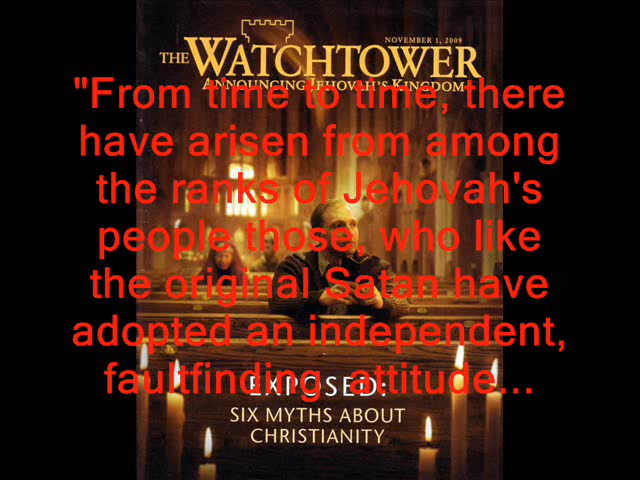 NOVEMBER 1, 2009
THE WATCHTOWER
ANNOUNCING JEHOVAH'S KINGDOM
"From time to time, there
have arisen from among
the ranks of Jehovah's
people those, who like
the original Satan have
adopted an independent,
faultfinding attitude...
EXPOSED:
SIX MYTHS ABOUT
CHRISTIANITY